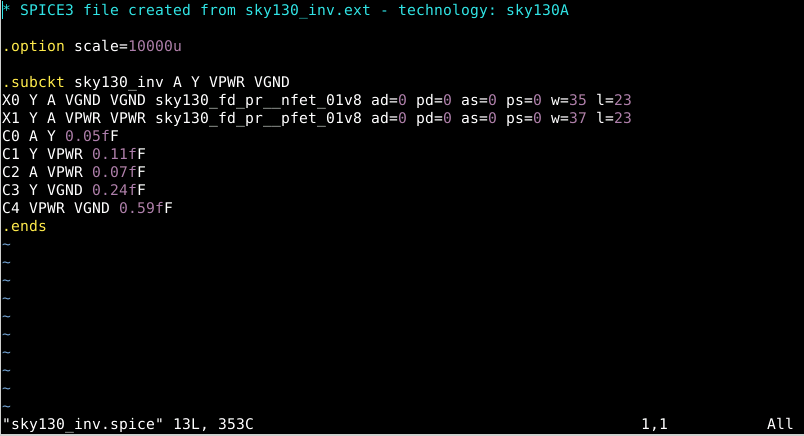 * SPICE3 file created from sky130_inv.ext - technology: sky130A
.option scale=10000u
.subckt sky130_inv A Y VPWR VGND
X0 Y A VGND VGND sky130_fd_pr__nfet_01v8 ad=0 pd=0 as=0 ps=0 w=35 l=23
X1 Y A VPWR VPWR sky130_fd_pr__pfet_01v8 ad=0 pd=0 as=0 ps=0 w=37 l=23
C0 A Y 0.05fF
C1 Y VPWR 0.11fF
C2 A VPWR 0.07fF
C3 Y VGND 0.24fF
C4 VPWR VGND 0.59fF
.ends
~
~
~
~
~
~
~
~
~
~
"sky130_inv.spice" 13L, 353C 1,1 All